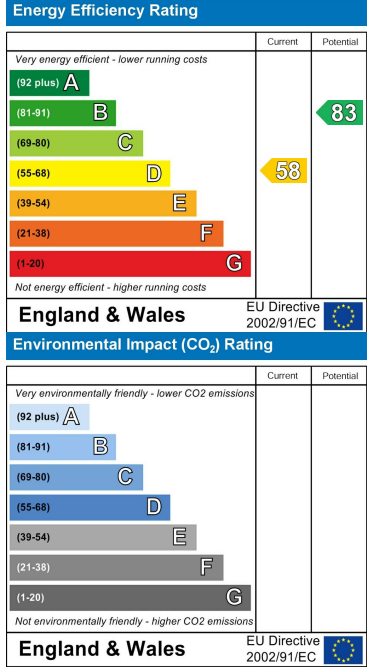 Energy Efficiency Rating
Current Potential
Very energy efficient - lower running costs
(92 plus) A
(81-91) B 83
(69-80) C
(55-68) D 58
(39-54) E
(21-38) F
(1-20) G
Not energy efficient - higher running costs
England & Wales
EU Directive
2002/91/EC
Environmental Impact (CO₂) Rating
Current Potential
Very environmentally friendly - lower CO2 emissions
(92 plus) A
(81-91) B
(69-80) C
(55-68) D
(39-54) E
(21-38) F
(1-20) G
Not environmentally friendly - higher CO2 emissions
England & Wales
EU Directive
2002/91/EC